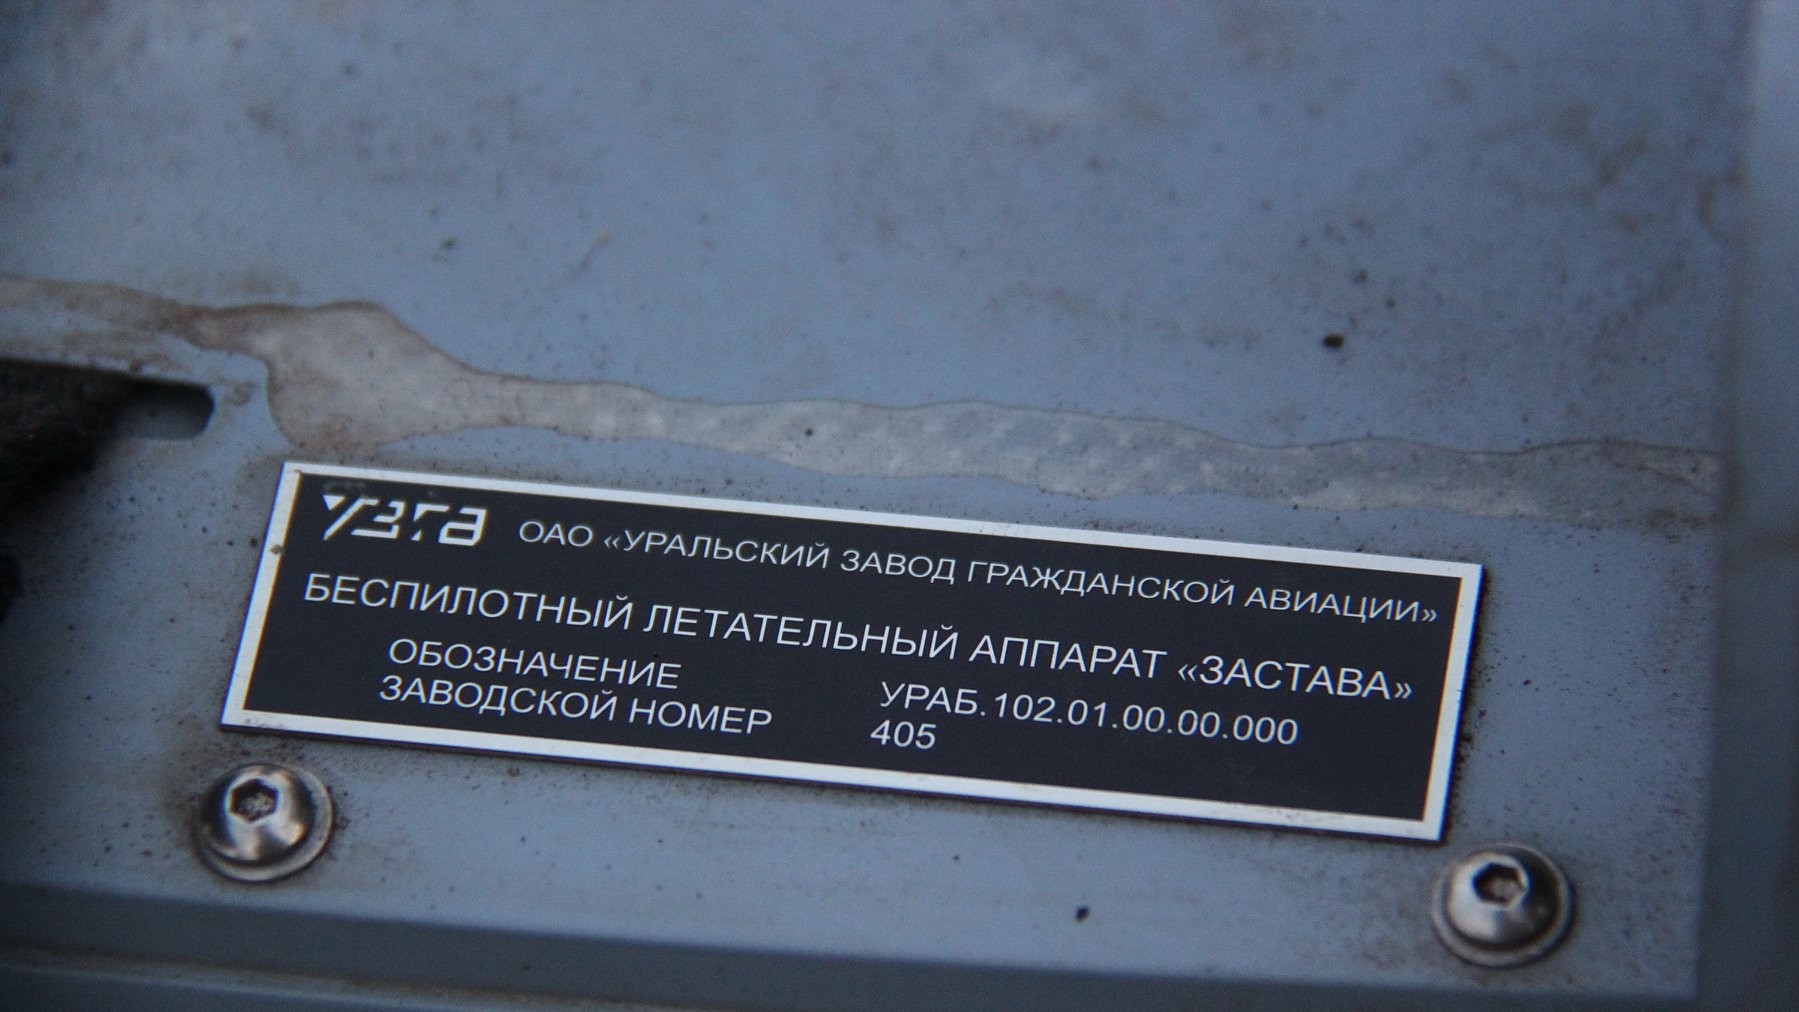 УЗГА ОАО «УРАЛЬСКИЙ ЗАВОД ГРАЖДАНСКОЙ АВИАЦИИ»
БЕСПИЛОТНЫЙ ЛЕТАТЕЛЬНЫЙ АППАРАТ «ЗАСТАВА»
ОБОЗНАЧЕНИЕ УРАБ.102.01.00.00.000
ЗАВОДСКОЙ НОМЕР 405